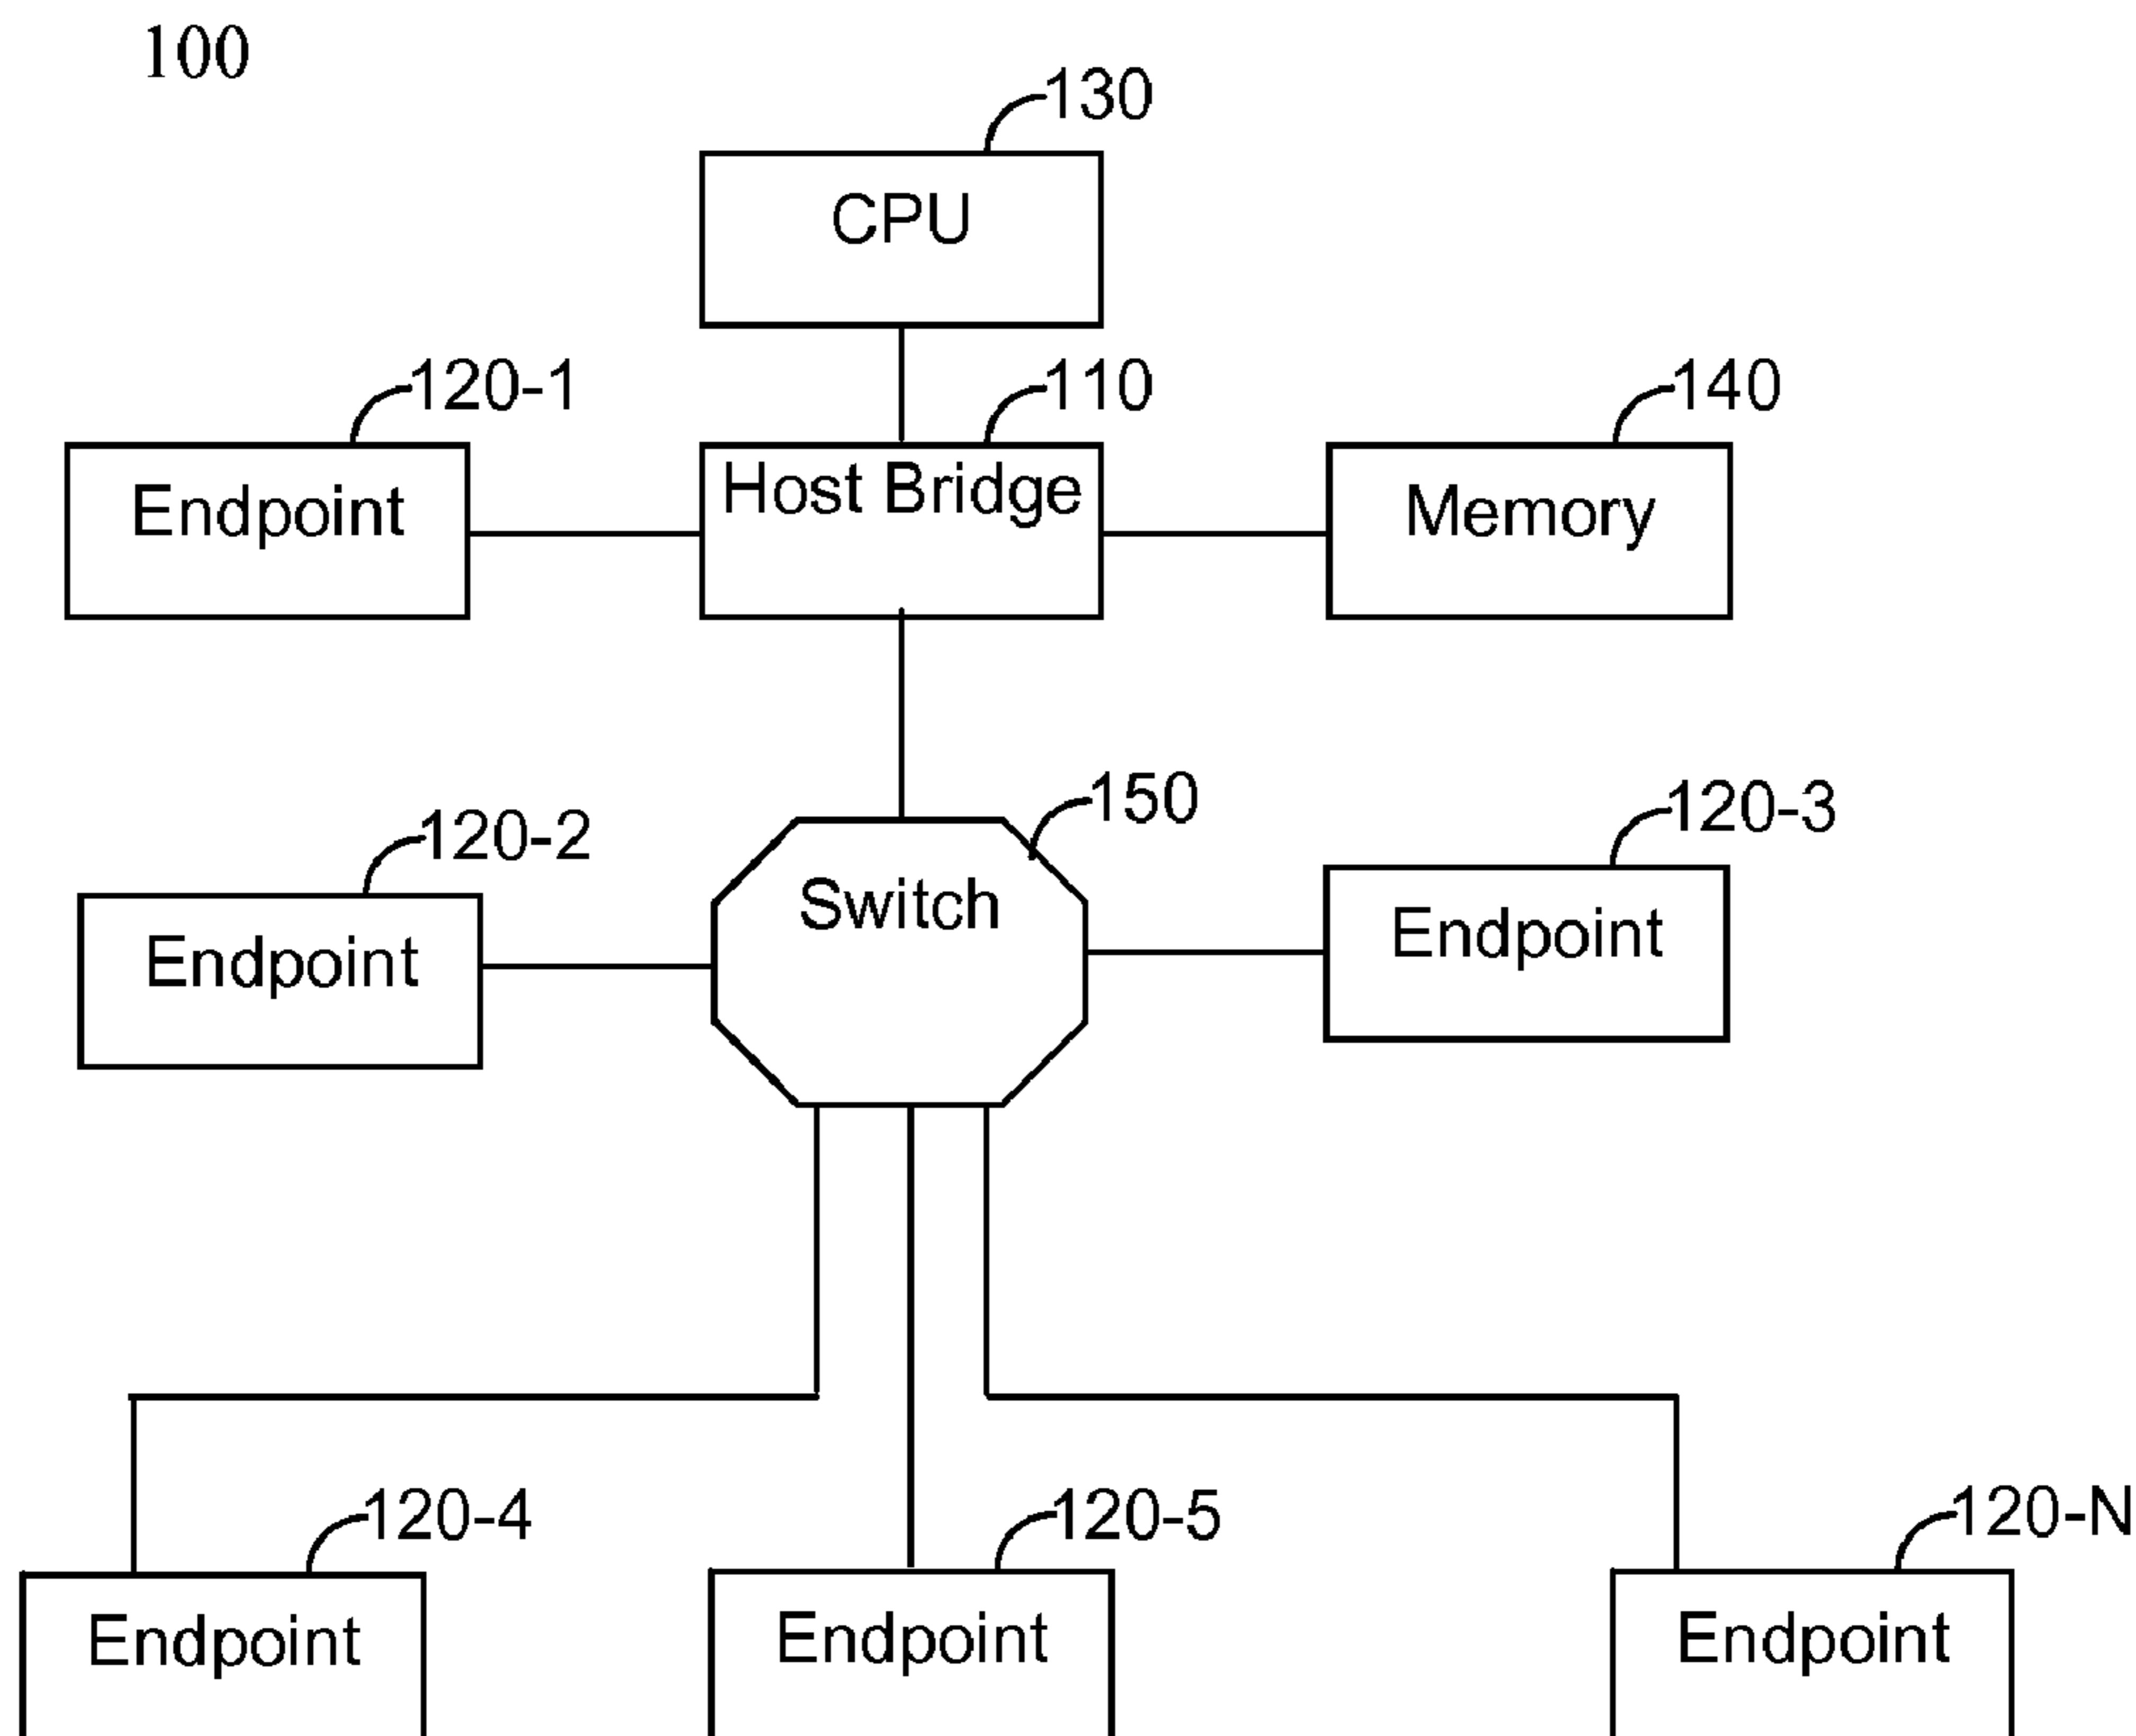 100
130
CPU
120-1
110
140
Endpoint
Host Bridge
Memory
150
120-3
120-2
Switch
Endpoint
Endpoint
120-4
120-5
120-N
Endpoint
Endpoint
Endpoint